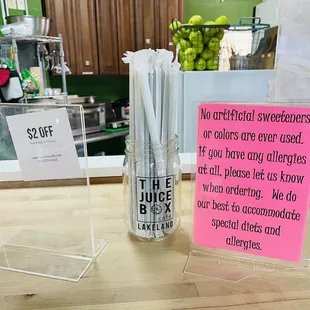 $2 OFF
THE
JUICE
BOX
cafe
LAKELAND
No artificial sweeteners
or colors are ever used.
If you have any allergies
at all, please let us know
when ordering. We do
our best to accommodate
special diets and
allergies.